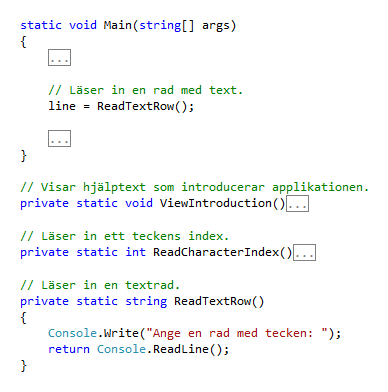 static void Main(string[] args)
{
...
// Läser in en rad med text.
line = ReadTextRow();
...
}
// Visar hjälptext som introducerar applikationen.
private static void ViewIntroduction()...
// Läser in ett teckens index.
private static int ReadCharacterIndex()...
// Läser in en textrad.
private static string ReadTextRow()
{
Console.Write("Ange en rad med tecken: ");
return Console.ReadLine();
}